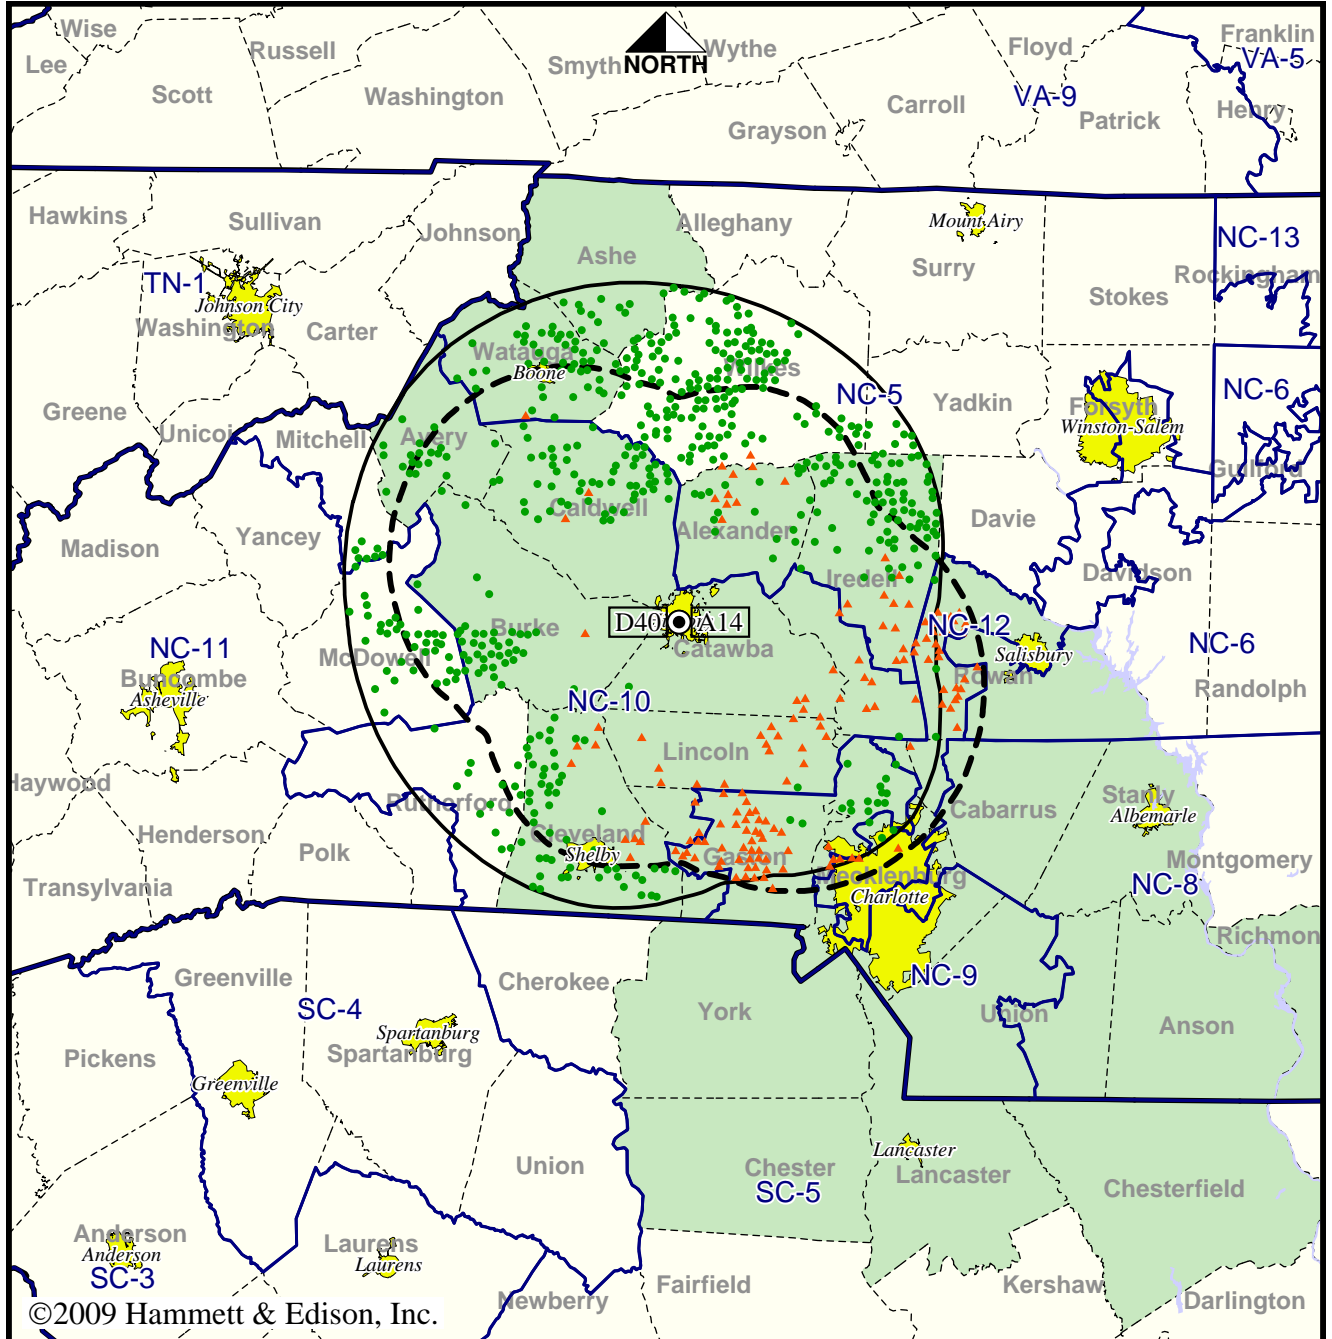 Wise
Franklin
Lee
Russell
Smyth
NORTH
Wythe
Floyd
VA-5
Scott
Washington
VA-9
Carroll
Patrick
Henry
Grayson
Hawkins
Sullivan
Johnson
Alleghany
Mount Airy
NC-13
Ashe
Surry
Rockingham
TN-1
Johnson City
Stokes
Washington
Carter
Watauga
Boone
Wilkes
NC-5
Yadkin
NC-6
Greene
Unicoi
Mitchell
Avery
Forsyth
Winston-Salem
Guilford
Caldwell
Alexander
Davie
Yancey
Madison
Iredell
Davidson
D40
A14
Burke
NC-12
Catawba
Salisbury
NC-11
McDowell
NC-6
Buncombe
Asheville
Rowan
Randolph
NC-10
Lincoln
Haywood
Rutherford
Cabarrus
Stanly
Albemarle
Henderson
Cleveland
Shelby
Polk
Gaston
Montgomery
Transylvania
Mecklenburg
Charlotte
NC-8
Richmon
Greenville
Cherokee
NC-9
SC-4
York
Union
Anson
Spartanburg
Spartanburg
Pickens
Greenville
Lancaster
Union
Chester
SC-5
Lancaster
Chesterfield
Anderson
Anderson
SC-3
Laurens
Laurens
Fairfield
Kershaw
Newberry
Darlington
©2009 Hammett & Edison, Inc.